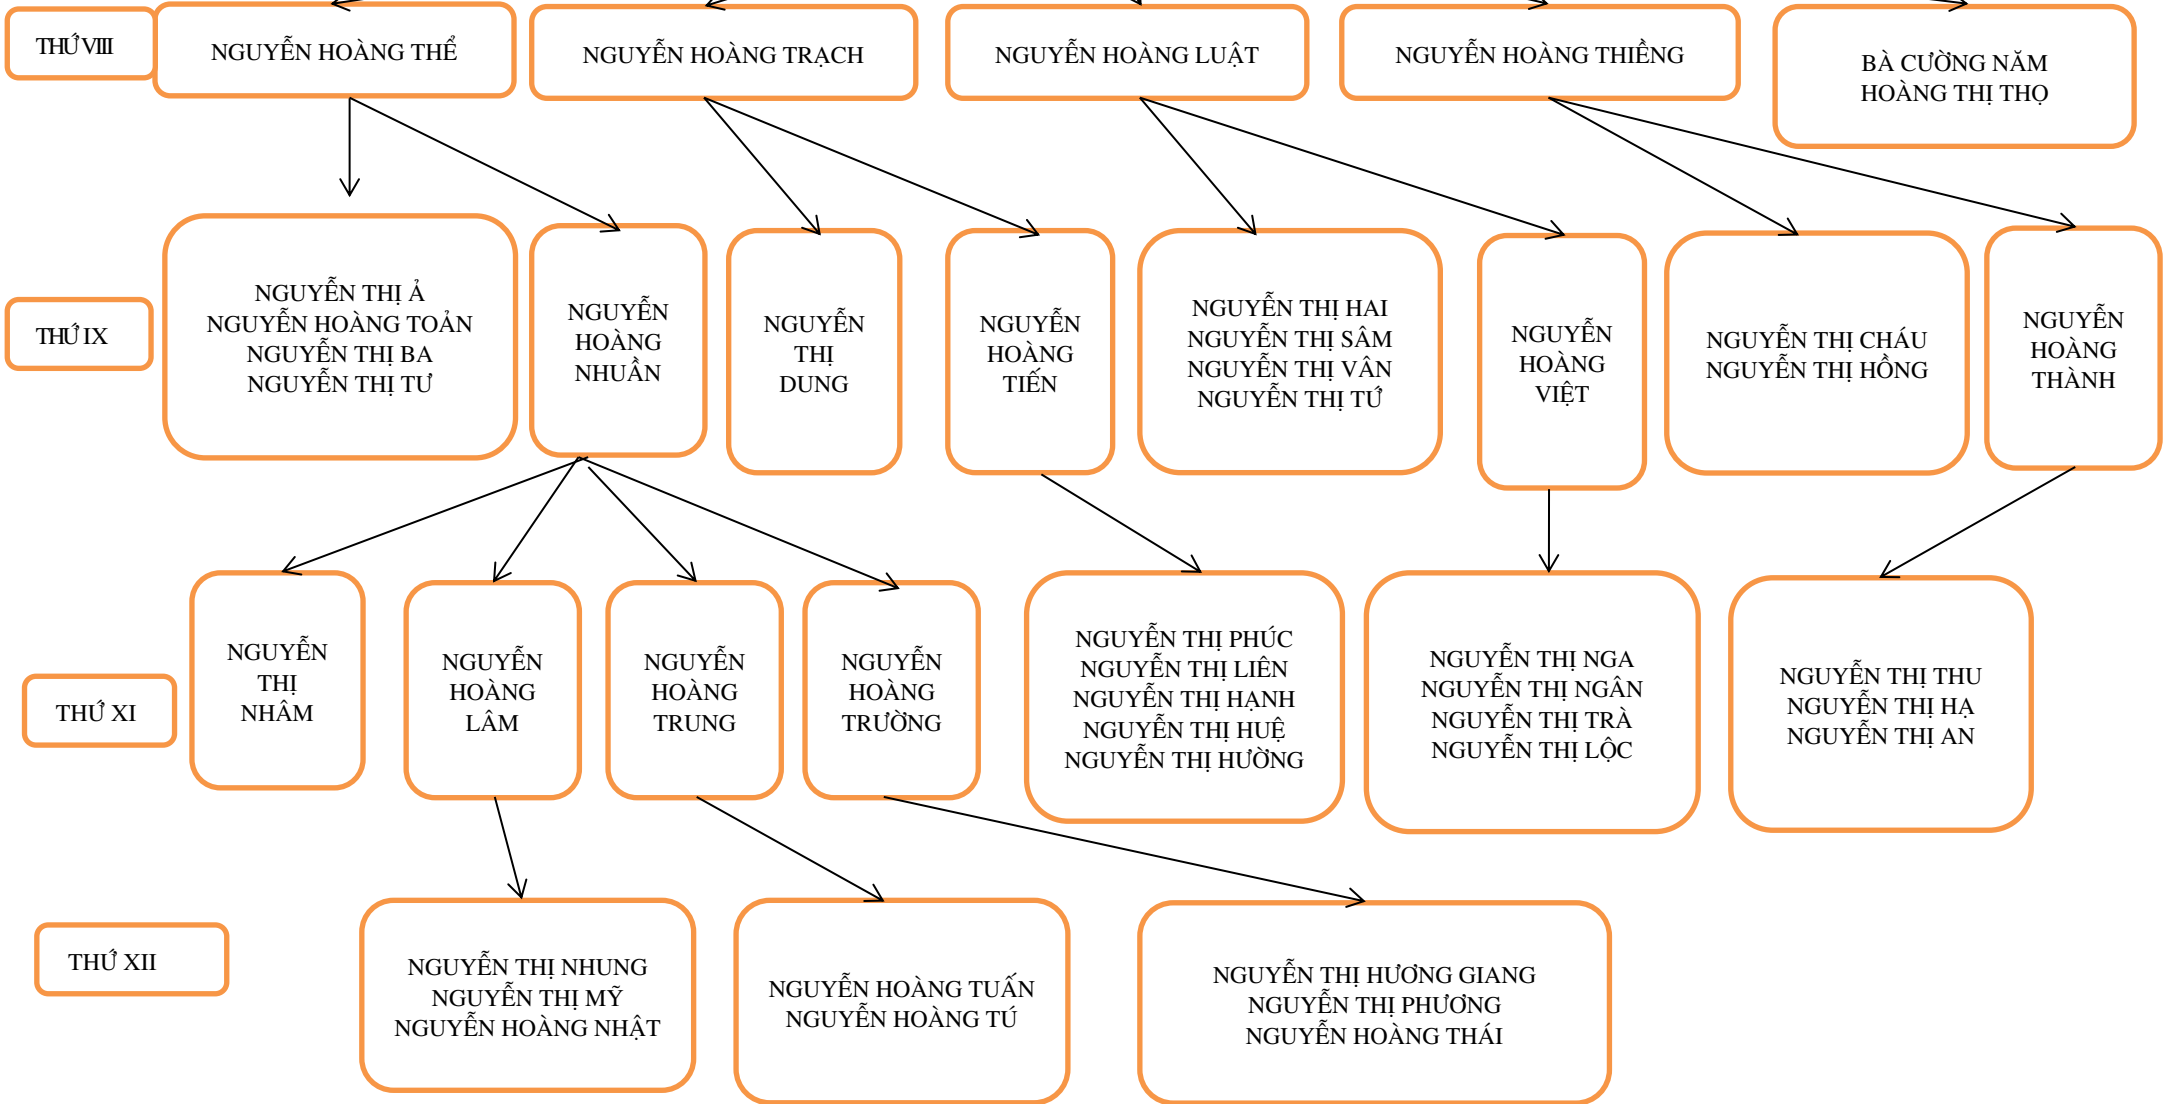 THỨ VIII
NGUYỄN HOÀNG THỂ
NGUYỄN HOÀNG TRẠCH
NGUYỄN HOÀNG LUẬT
NGUYỄN HOÀNG THIỀNG
BÀ CƯỜNG NĂM
HOÀNG THỊ THỌ
THỨ IX
NGUYỄN THỊ Ả
NGUYỄN HOÀNG TOẢN
NGUYỄN THỊ BA
NGUYỄN THỊ TƯ
NGUYỄN
HOÀNG
NHUẦN
NGUYỄN
THỊ
DUNG
NGUYỄN
HOÀNG
TIẾN
NGUYỄN THỊ HAI
NGUYỄN THỊ SÂM
NGUYỄN THỊ VÂN
NGUYỄN THỊ TỨ
NGUYỄN
HOÀNG
VIỆT
NGUYỄN THỊ CHÁU
NGUYỄN THỊ HỒNG
NGUYỄN
HOÀNG
THÀNH
THỨ XI
NGUYỄN
THỊ
NHÂM
NGUYỄN
HOÀNG
LÂM
NGUYỄN
HOÀNG
TRUNG
NGUYỄN
HOÀNG
TRƯỜNG
NGUYỄN THỊ PHÚC
NGUYỄN THỊ LIÊN
NGUYỄN THỊ HẠNH
NGUYỄN THỊ HUỆ
NGUYỄN THỊ HƯỜNG
NGUYỄN THỊ NGA
NGUYỄN THỊ NGÂN
NGUYỄN THỊ TRÀ
NGUYỄN THỊ LỘC
NGUYỄN THỊ THU
NGUYỄN THỊ HẠ
NGUYỄN THỊ AN
THỨ XII
NGUYỄN THỊ NHUNG
NGUYỄN THỊ MỸ
NGUYỄN HOÀNG NHẬT
NGUYỄN HOÀNG TUẤN
NGUYỄN HOÀNG TÚ
NGUYỄN THỊ HƯƠNG GIANG
NGUYỄN THỊ PHƯƠNG
NGUYỄN HOÀNG THÁI